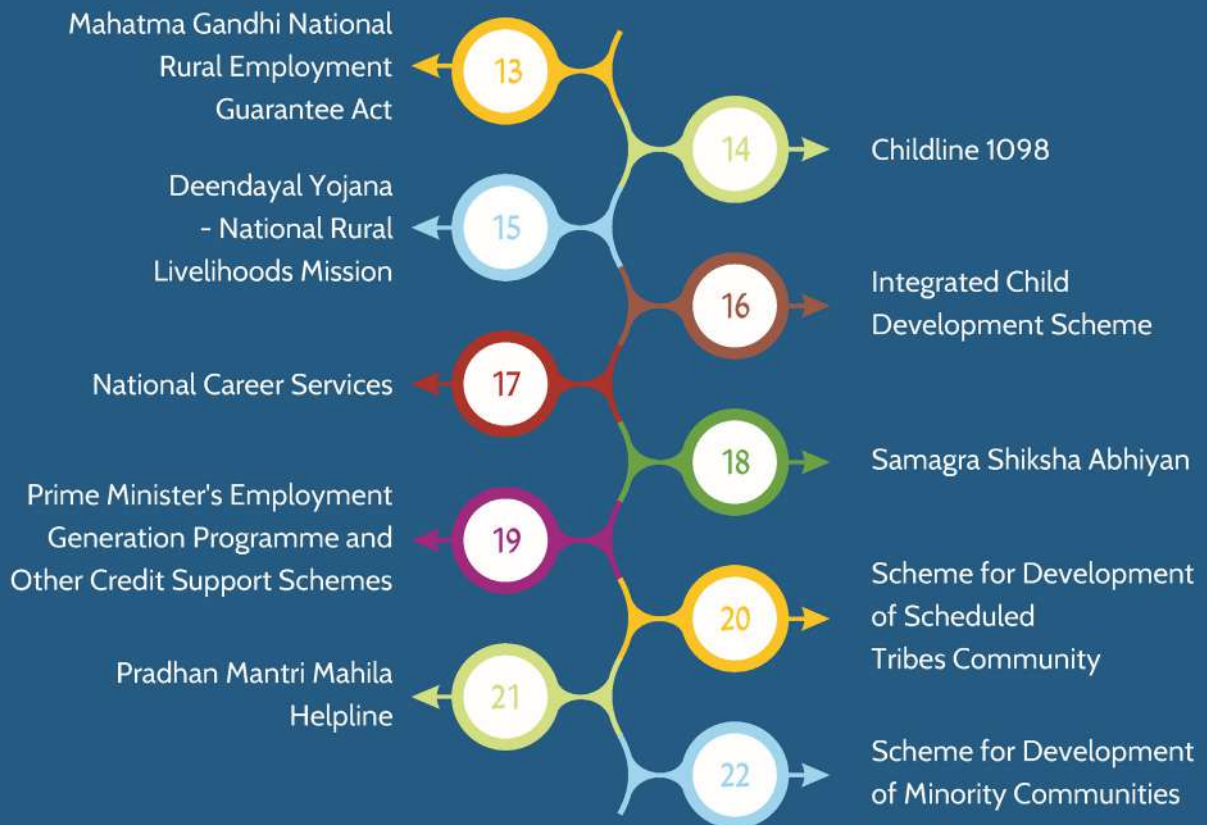 Mahatma Gandhi National
Rural Employment
Guarantee Act
13
14
Childline 1098
Deendayal Yojana
- National Rural
Livelihoods Mission
15
16
Integrated Child
Development Scheme
National Career Services
17
18
Samagra Shiksha Abhiyan
Prime Minister's Employment
Generation Programme and
Other Credit Support Schemes
19
20
Scheme for Development
of Scheduled
Tribes Community
Pradhan Mantri Mahila
Helpline
21
22
Scheme for Development
of Minority Communities